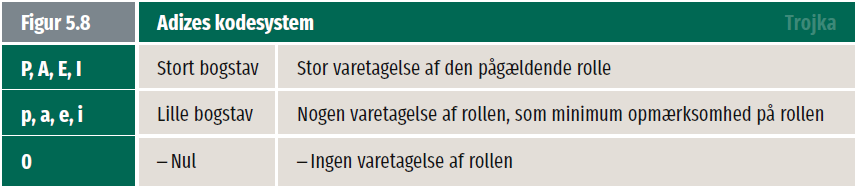 Figur 5.8 Adizes kodesystem Trojka
P, A, E, I Stort bogstav Stor varetagelse af den pågældende rolle
p, a, e, i Lille bogstav Nogen varetagelse af rollen, som minimum opmærksomhed på rollen
0 – Nul – Ingen varetagelse af rollen